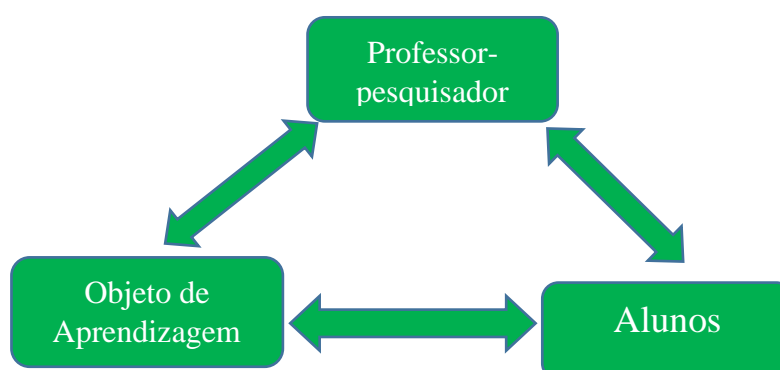 Professor-
pesquisador
Objeto de
Aprendizagem
Alunos